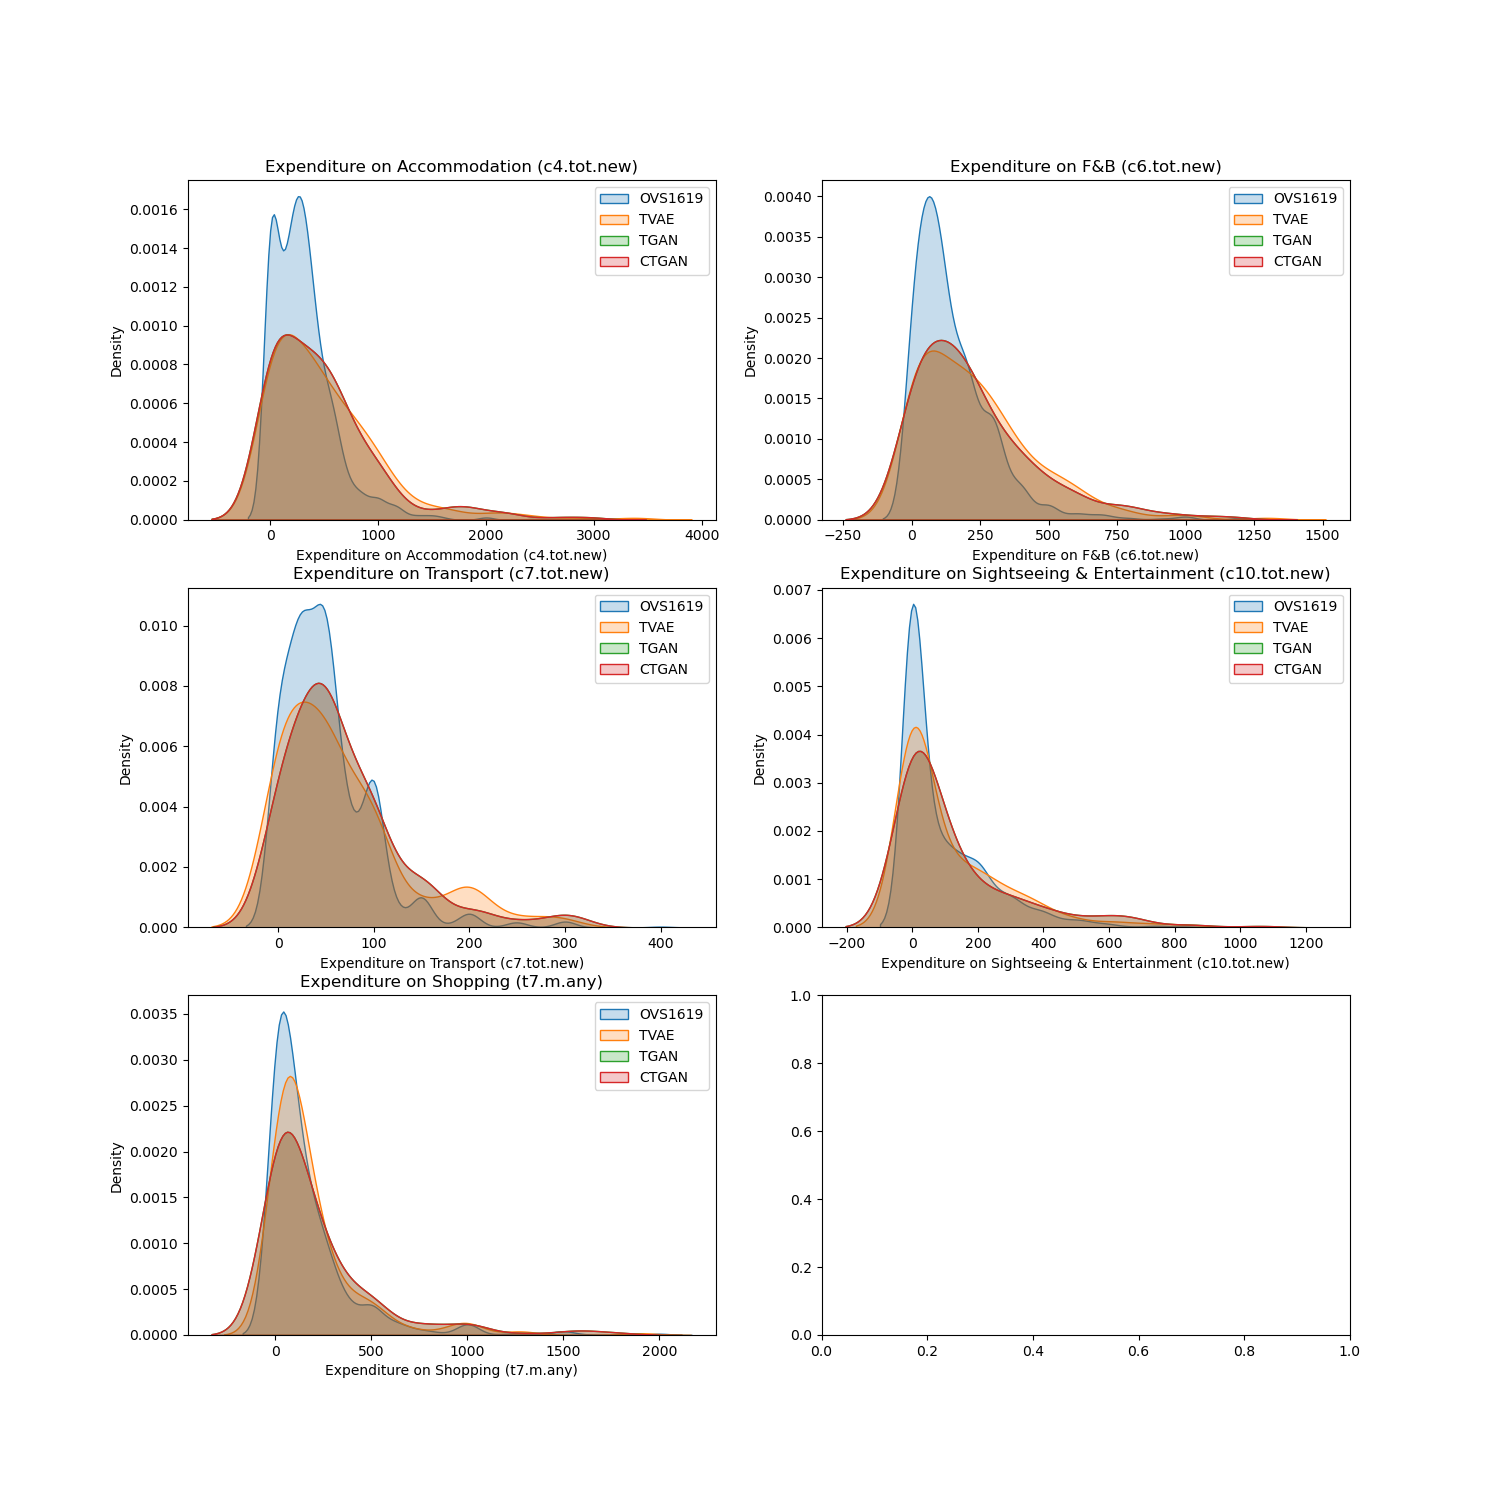 Expenditure on Accommodation (c4.tot.new)
OVS1619
TVAE
TGAN
CTGAN
0.0016
0.0014
0.0012
0.0010
0.0008
0.0006
0.0004
0.0002
0.0000
Density
0 1000 2000 3000 4000
Expenditure on Accommodation (c4.tot.new)
Expenditure on F&B (c6.tot.new)
OVS1619
TVAE
TGAN
CTGAN
0.0040
0.0035
0.0030
0.0025
0.0020
0.0015
0.0010
0.0005
0.0000
Density
−250 0 250 500 750 1000 1250 1500
Expenditure on F&B (c6.tot.new)
Expenditure on Transport (c7.tot.new)
OVS1619
TVAE
TGAN
CTGAN
0.010
0.008
0.006
0.004
0.002
0.000
Density
0 100 200 300 400
Expenditure on Transport (c7.tot.new)
Expenditure on Sightseeing & Entertainment (c10.tot.new)
OVS1619
TVAE
TGAN
CTGAN
0.007
0.006
0.005
0.004
0.003
0.002
0.001
0.000
Density
−200 0 200 400 600 800 1000 1200
Expenditure on Sightseeing & Entertainment (c10.tot.new)
Expenditure on Shopping (t7.m.any)
OVS1619
TVAE
TGAN
CTGAN
0.0035
0.0030
0.0025
0.0020
0.0015
0.0010
0.0005
0.0000
Density
0 500 1000 1500 2000
Expenditure on Shopping (t7.m.any)
1.0
0.8
0.6
0.4
0.2
0.0
0.0 0.2 0.4 0.6 0.8 1.0